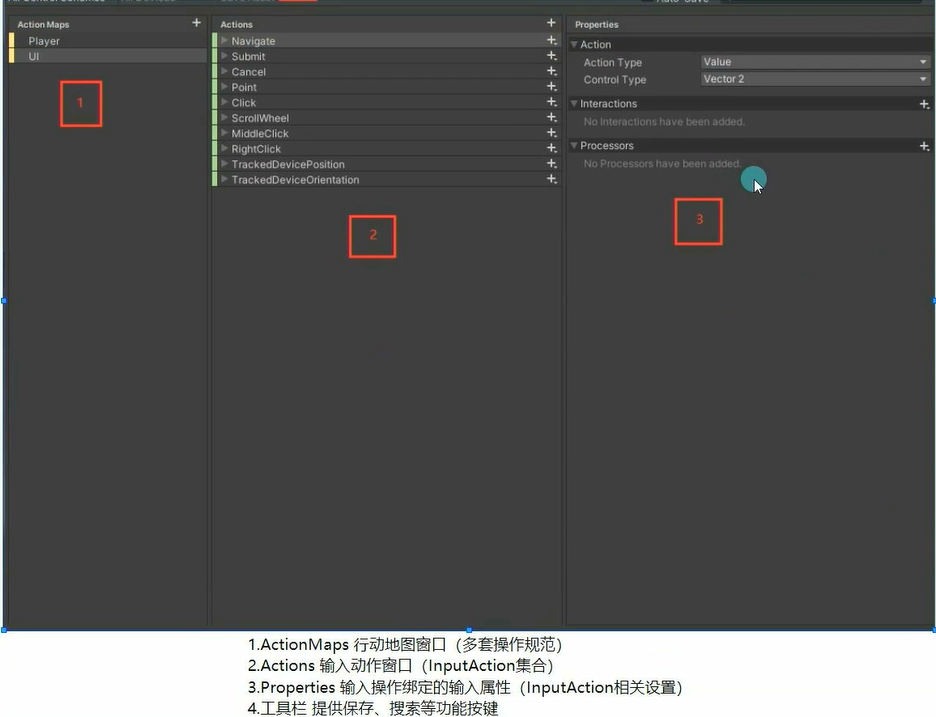 Action Maps
Player
UI
1
Actions
Navigate
Submit
Cancel
Point
Click
ScrollWheel
MiddleClick
RightClick
TrackedDevicePosition
TrackedDeviceOrientation
2
Properties
Action
Action Type Value
Control Type Vector 2
Interactions
No Interactions have been added.
Processors
No Processors have been added.
3
1.ActionMaps 行动地图窗口（多套操作规范）
2.Actions 输入动作窗口（InputAction集合）
3.Properties 输入操作绑定的输入属性（InputAction相关设置）
4.工具栏 提供保存、搜索等功能按键